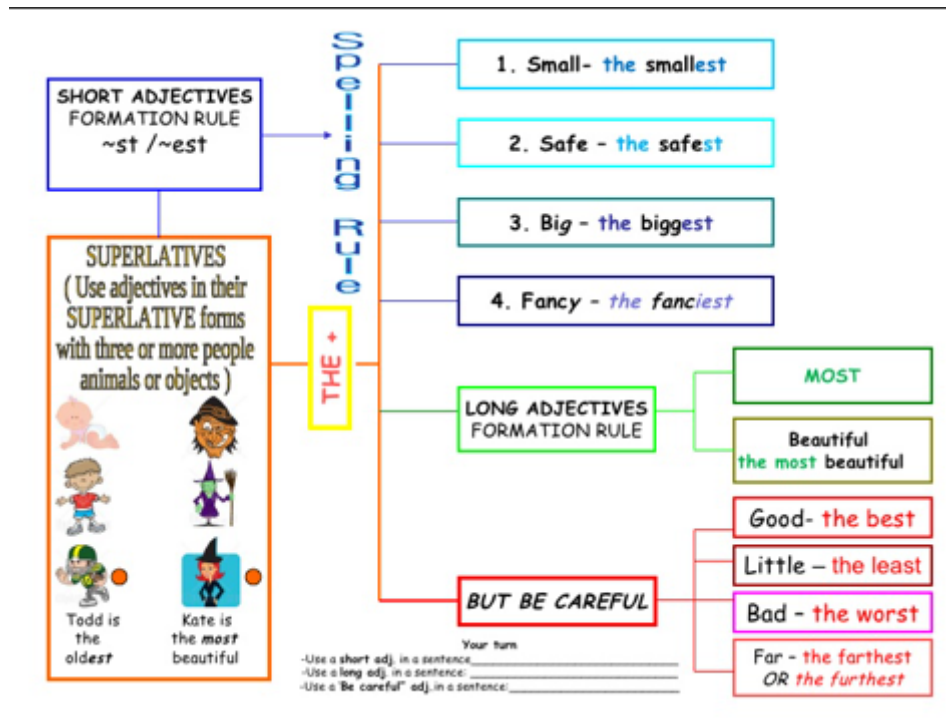 SHORT ADJECTIVES
FORMATION RULE
~st /~est
Spelling Rule
SUPERLATIVES
( Use adjectives in their
SUPERLATIVE forms
with three or more people
animals or objects )
Todd is
the
oldest
Kate is
the most
beautiful
THE +
1. Small- the smallest
2. Safe – the safest
3. Big – the biggest
4. Fancy – the fanciest
LONG ADJECTIVES
FORMATION RULE
MOST
Beautiful
the most beautiful
BUT BE CAREFUL
Good- the best
Little – the least
Bad – the worst
Far – the farthest
OR the furthest
Your turn
-Use a short adj. in a sentence____
-Use a long adj. in a sentence:____
-Use a "Be careful" adj. in a sentence:____